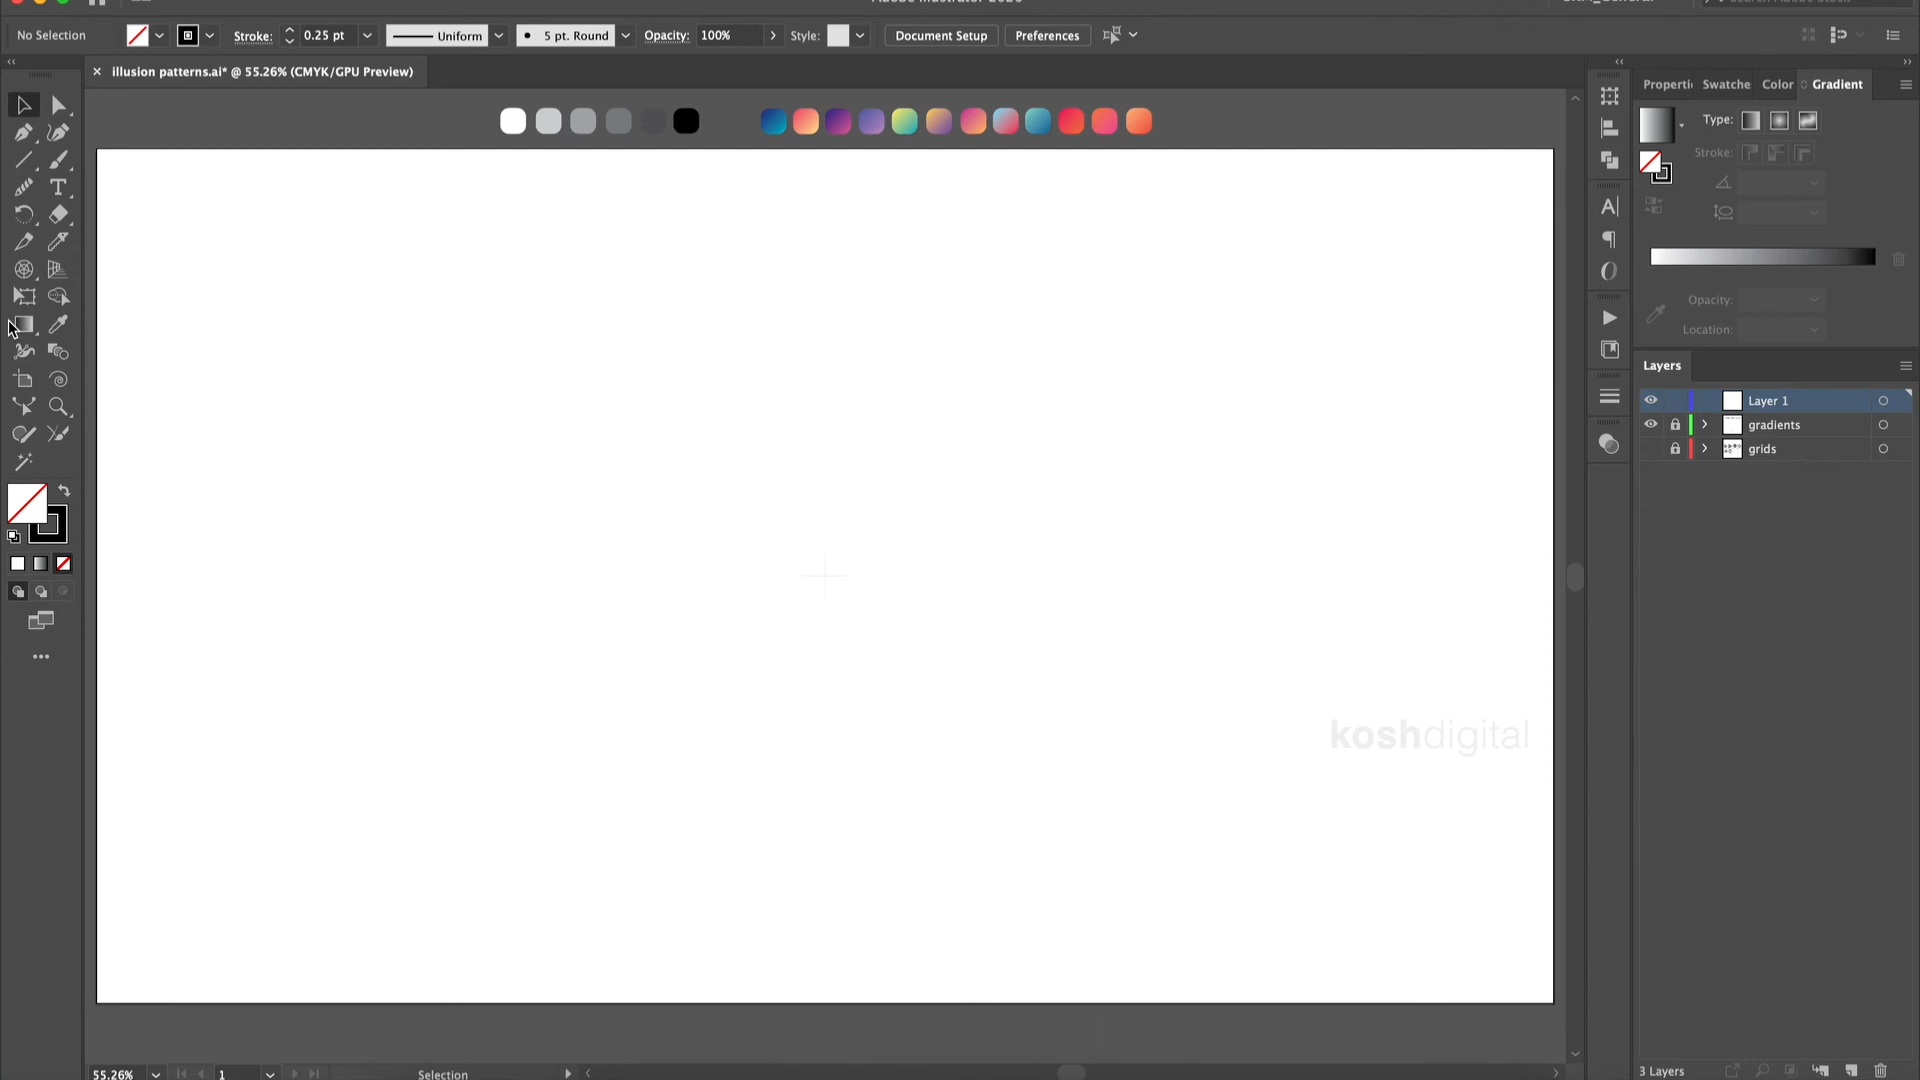 No Selection
Stroke:
0.25 pt
Uniform
5 pt. Round
Opacity:
100%
Style:
Document Setup
Preferences
× illusion patterns.ai* @ 55.26% (CMYK/GPU Preview)
Properti
Swatche
Color
Gradient
Type:
Stroke:
Opacity:
Location:
Layers
Layer 1
gradients
grids
koshdigital
3 Layers
55.26%
1
Selection